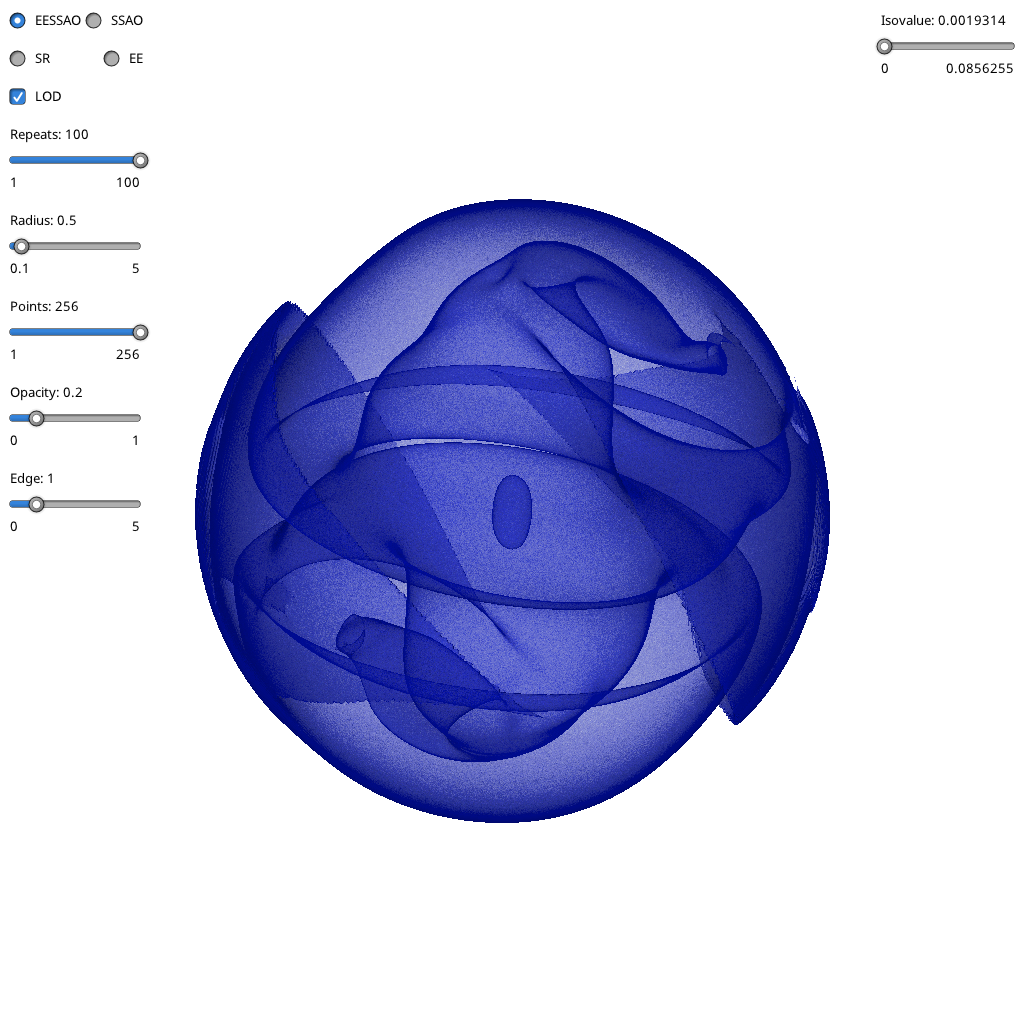 EESSAO SSAO
SR EE
LOD
Repeats: 100
1 100
Radius: 0.5
0.1 5
Points: 256
1 256
Opacity: 0.2
0 1
Edge: 1
0 5
Isovalue: 0.0019314
0 0.0856255